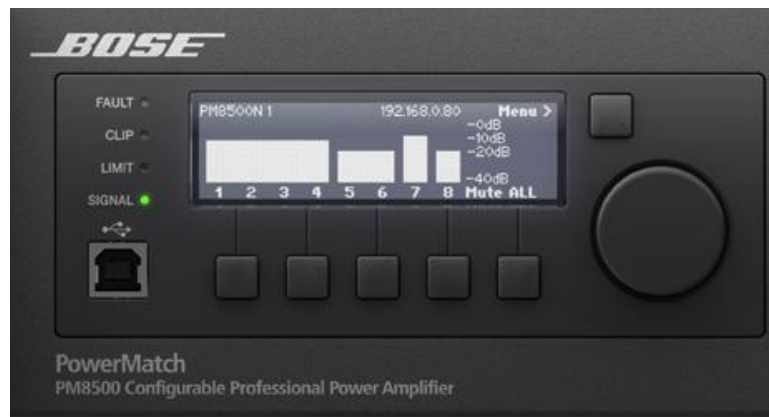 BOSE
FAULT
CLIP
LIMIT
SIGNAL
PM8500N 1 192.168.0.80 Menu >
-0dB
-10dB
-20dB
-40dB
1 2 3 4 5 6 7 8 Mute ALL
PowerMatch
PM8500 Configurable Professional Power Amplifier